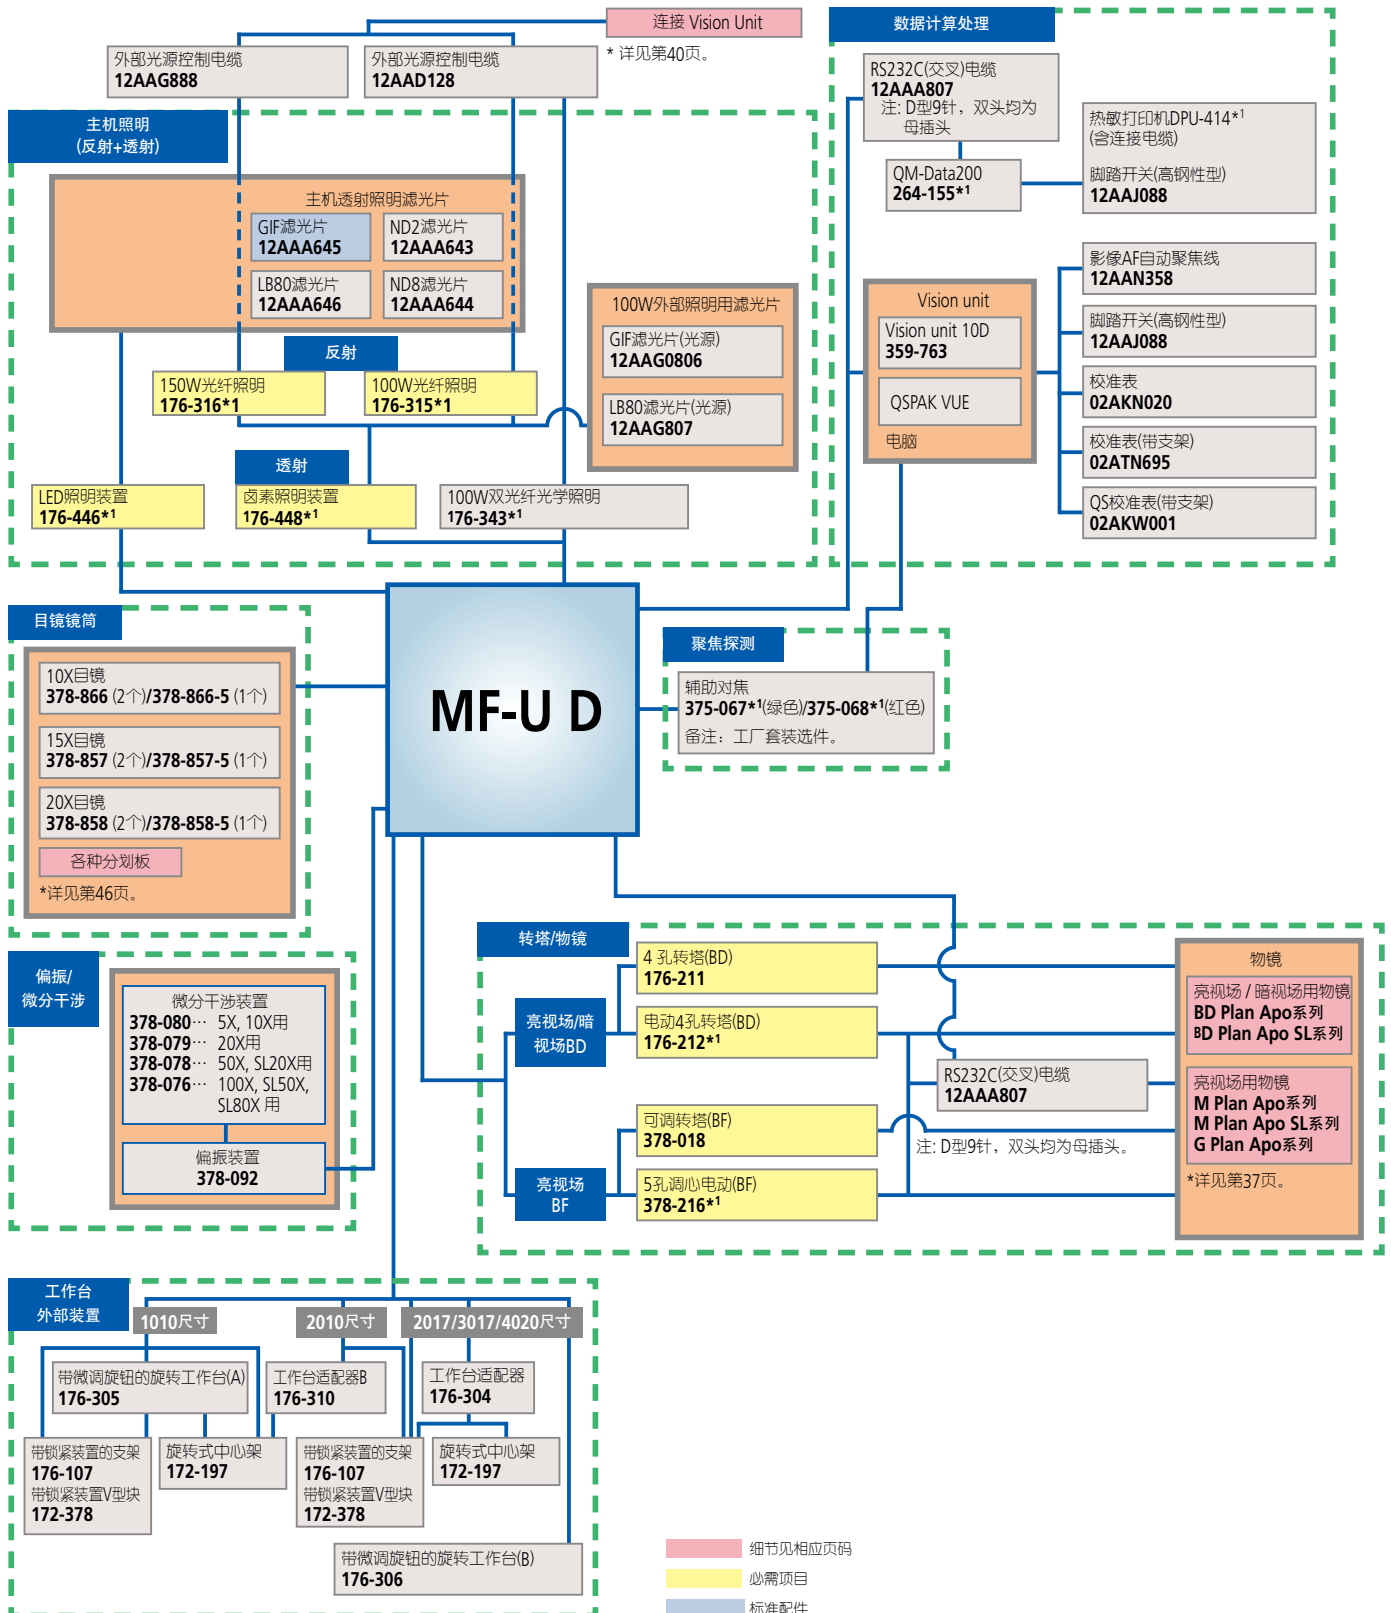 连接 Vision Unit
* 详见第40页。
外部光源控制电缆
12AAG888
外部光源控制电缆
12AAD128
主机照明
(反射+透射)
主机透射照明滤光片
GIF滤光片
12AAA645
ND2滤光片
12AAA643
LB80滤光片
12AAA646
ND8滤光片
12AAA644
100W外部照明用滤光片
GIF滤光片(光源)
12AAG0806
LB80滤光片(光源)
12AAG807
反射
150W光纤照明
176-316*1
100W光纤照明
176-315*1
透射
LED照明装置
176-446*1
卤素照明装置
176-448*1
100W双光纤光学照明
176-343*1
数据计算处理
RS232C(交叉)电缆
12AAA807
注: D型9针，双头均为
母插头
QM-Data200
264-155*1
热敏打印机DPU-414*1
(含连接电缆)
脚踏开关(高钢性型)
12AAJ088
Vision unit
Vision unit 10D
359-763
QSPAK VUE
电脑
影像AF自动聚焦线
12AAN358
脚踏开关(高钢性型)
12AAJ088
校准表
02AKN020
校准表(带支架)
02ATN695
QS校准表(带支架)
02AKW001
MF-U D
目镜镜筒
10X目镜
378-866 (2个)/378-866-5 (1个)
15X目镜
378-857 (2个)/378-857-5 (1个)
20X目镜
378-858 (2个)/378-858-5 (1个)
各种分划板
*详见第46页。
聚焦探测
辅助对焦
375-067*1(绿色)/375-068*1(红色)
备注：工厂套装选件。
偏振/
微分干涉
微分干涉装置
378-080… 5X, 10X用
378-079… 20X用
378-078… 50X, SL20X用
378-076… 100X, SL50X,
SL80X 用
偏振装置
378-092
转塔/物镜
亮视场/暗
视场BD
4 孔转塔(BD)
176-211
电动4孔转塔(BD)
176-212*1
亮视场
BF
可调转塔(BF)
378-018
5孔调心电动(BF)
378-216*1
RS232C(交叉)电缆
12AAA807
注: D型9针，双头均为母插头。
物镜
亮视场 / 暗视场用物镜
BD Plan Apo系列
BD Plan Apo SL系列
亮视场用物镜
M Plan Apo系列
M Plan Apo SL系列
G Plan Apo系列
*详见第37页。
工作台
外部装置
1010尺寸
2010尺寸
2017/3017/4020尺寸
带微调旋钮的旋转工作台(A)
176-305
工作台适配器B
176-310
工作台适配器
176-304
带锁紧装置的支架
176-107
带锁紧装置V型块
172-378
旋转式中心架
172-197
带锁紧装置的支架
176-107
带锁紧装置V型块
172-378
旋转式中心架
172-197
带微调旋钮的旋转工作台(B)
176-306
细节见相应页码
必需项目
标准配件